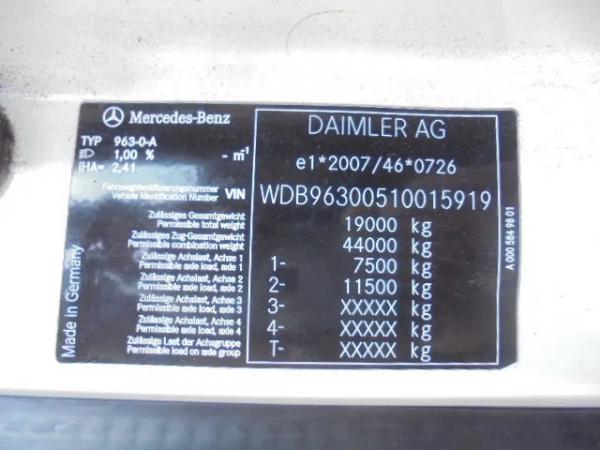 Mercedes-Benz
TYP 963-0-A
1,00 % - m⁻¹
IHA= 2,41
Fahrzeugidentifizierungsnummer
Vehicle Identification Number VIN
Zulässiges Gesamtgewicht
Permissible total weight
Zulässiges Zug-Gesamtgewicht
Permissible combination weight
Zulässige Achslast, Achse 1
Permissible axle load, axle 1
Zulässige Achslast, Achse 2
Permissible axle load, axle 2
Zulässige Achslast, Achse 3
Permissible axle load, axle 3
Zulässige Achslast, Achse 4
Permissible axle load, axle 4
Zulässige Last der Achsgruppe
Permissible load on axle group
Made in Germany
DAIMLER AG
e1*2007/46*0726
WDB96300510015919
19000 kg
44000 kg
1- 7500 kg
2- 11500 kg
3- XXXXX kg
4- XXXXX kg
T- XXXXX kg
A 000 584 98 01